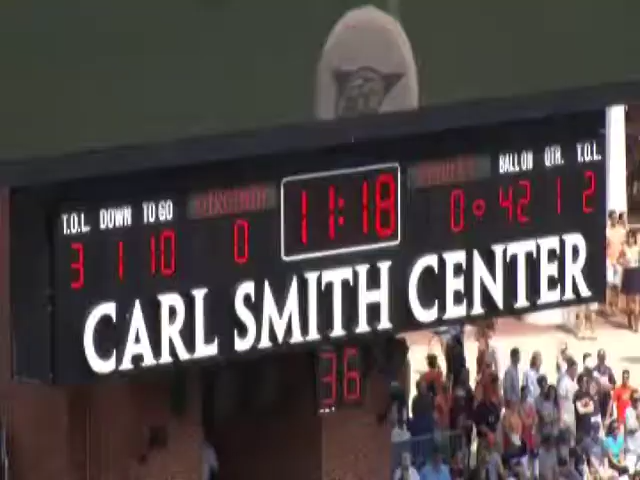 T.O.L. DOWN TO GO VIRGINIA BALL ON QTR. T.O.L.
3 1 10 0 11:18 0 42 1 2
CARL SMITH CENTER
36